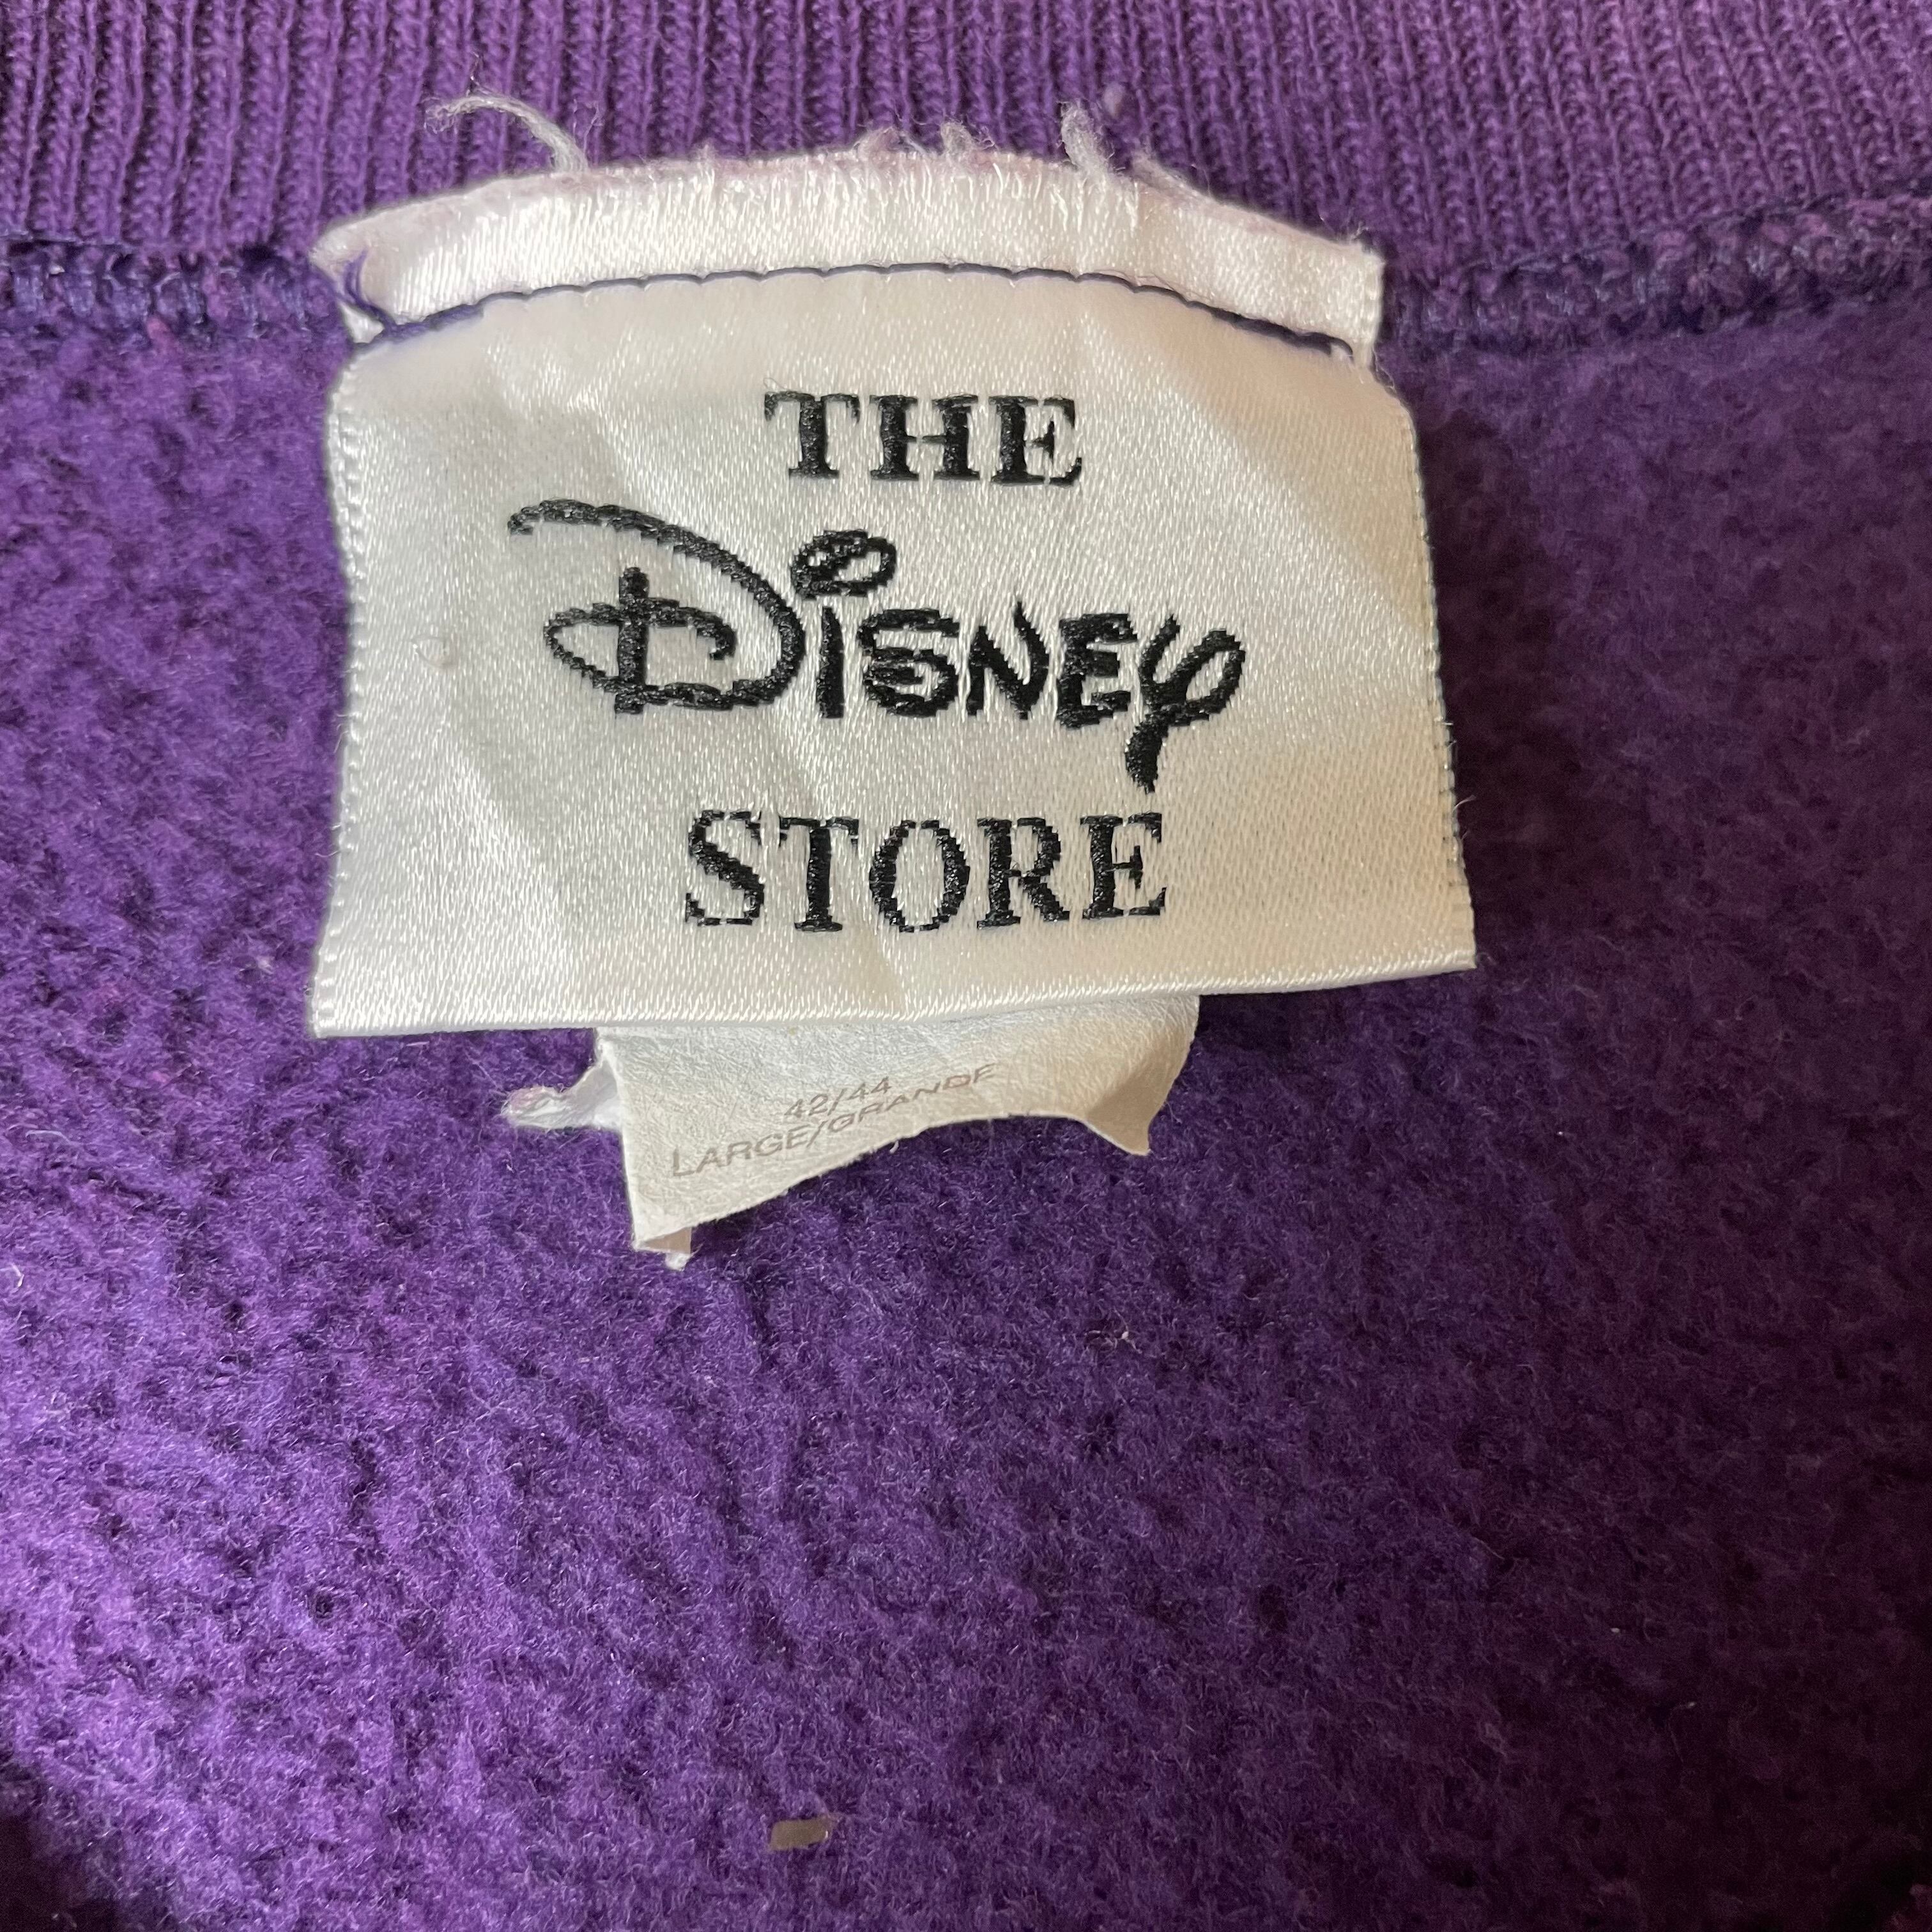 THE
Disney
STORE
42/44
LARGE/GRANDE